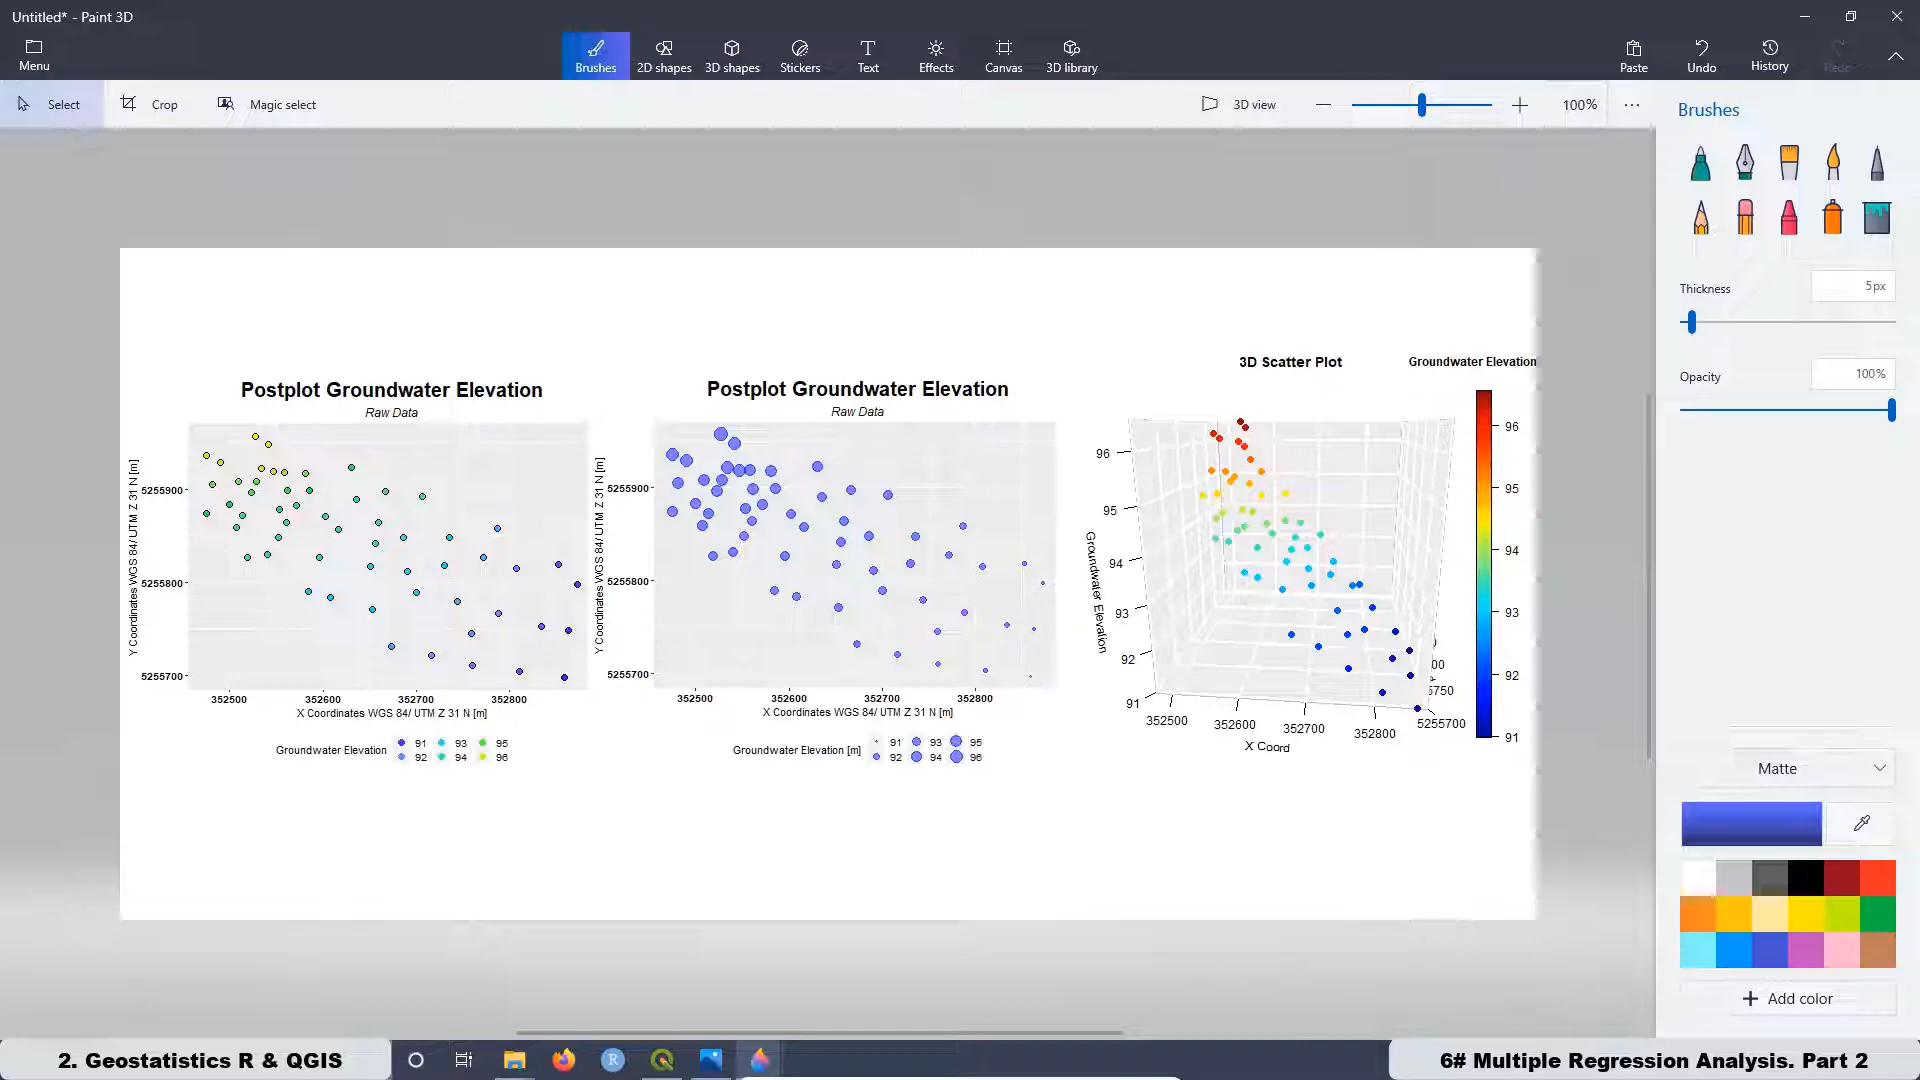 Untitled* - Paint 3D
Menu
Brushes
2D shapes
3D shapes
Stickers
Text
Effects
Canvas
3D library
Paste
Undo
History
Redo
Select
Crop
Magic select
3D view
100%
Brushes
Thickness
5px
Opacity
100%
Matte
Add color
Postplot Groundwater Elevation
Raw Data
Y Coordinates WGS 84/ UTM Z 31 N [m]
5255900
5255800
5255700
352500 352600 352700 352800
X Coordinates WGS 84/ UTM Z 31 N [m]
Groundwater Elevation
91 93 95
92 94 96
Postplot Groundwater Elevation
Raw Data
Y Coordinates WGS 84/ UTM Z 31 N [m]
5255900
5255800
5255700
352500 352600 352700 352800
X Coordinates WGS 84/ UTM Z 31 N [m]
Groundwater Elevation [m]
91 93 95
92 94 96
3D Scatter Plot
Groundwater Elevation
Groundwater Elevation
96
95
94
93
92
91
352500 352600 352700 352800
X Coord
00
5750
5255700
96
95
94
93
92
91
2. Geostatistics R & QGIS
6# Multiple Regression Analysis. Part 2